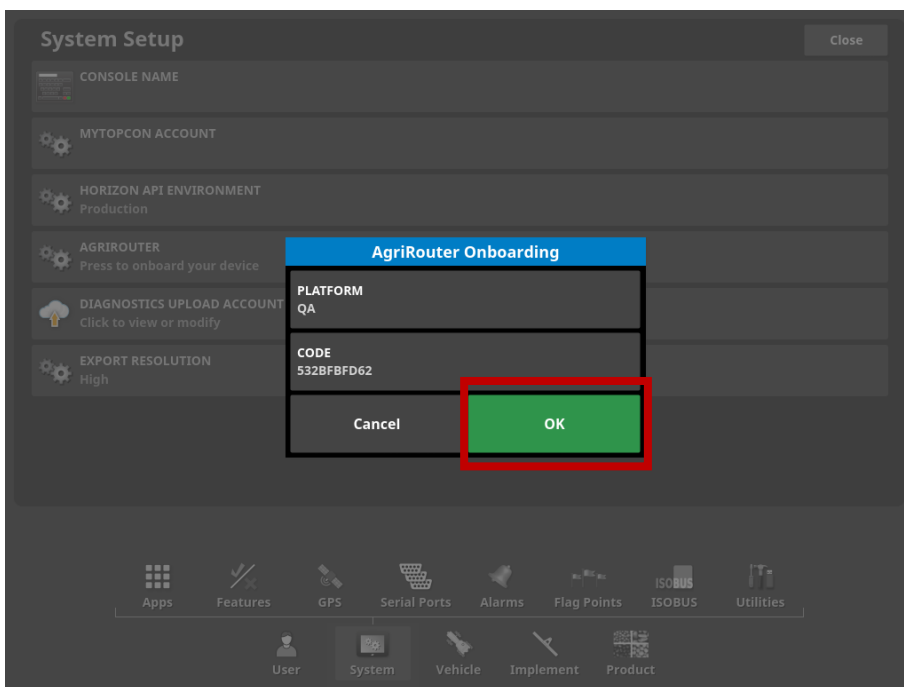 System Setup
Close
CONSOLE NAME
MYTOPCON ACCOUNT
HORIZON API ENVIRONMENT
Production
AGRIROUTER
Press to onboard your device
DIAGNOSTICS UPLOAD ACCOUNT
Click to view or modify
EXPORT RESOLUTION
High
AgriRouter Onboarding
PLATFORM
QA
CODE
532BFBFD62
Cancel OK
Apps Features GPS Serial Ports Alarms Flag Points ISOBUS Utilities
ISOBUS
User System Vehicle Implement Product